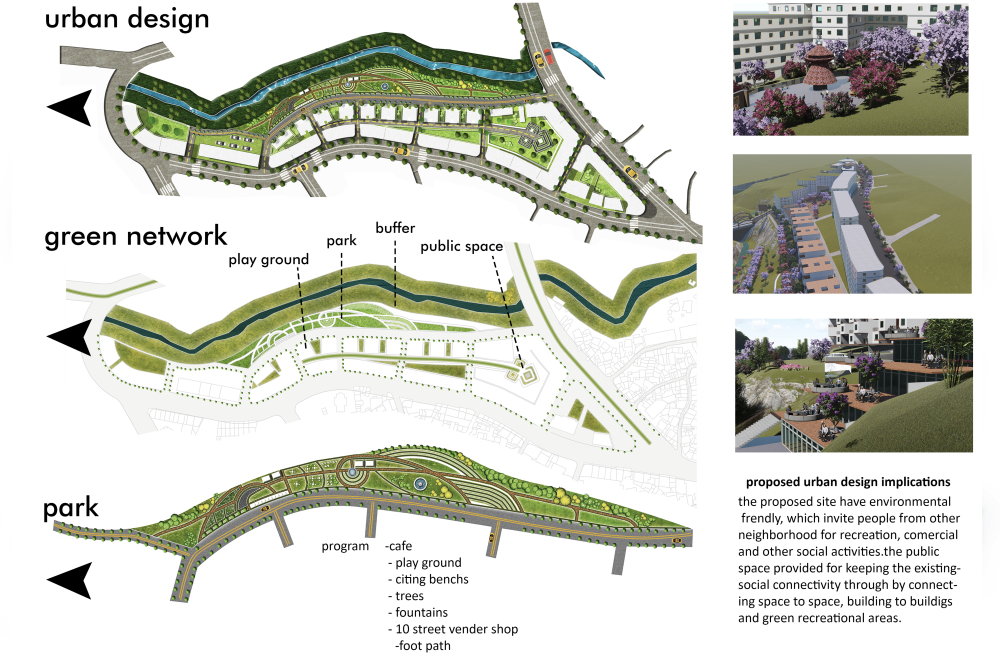 urban design
green network
play ground
park
buffer
public space
park
program -cafe
- play ground
- citing benchs
- trees
- fountains
- 10 street vender shop
-foot path
proposed urban design implications
the proposed site have environmental
frendly, which invite people from other
neighborhood for recreation, comercial
and other social activities.the public
space provided for keeping the existing-
social connectivity through by connect-
ing space to space, building to buildigs
and green recreational areas.